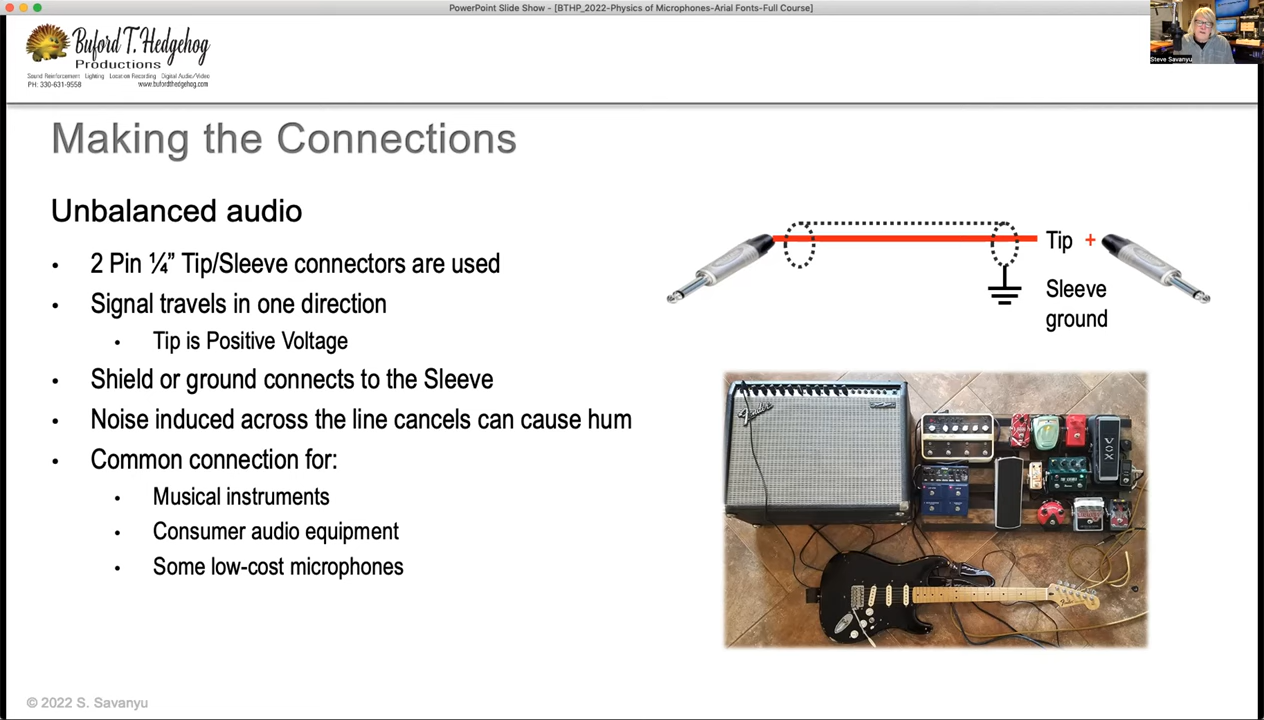 PowerPoint Slide Show - [BTHP_2022-Physics of Microphones-Arial Fonts-Full Course]
Buford T. Hedgehog
Productions
Sound Reinforcement Lighting Location Recording Digital Audio/Video
PH: 330-631-9558 www.bufordthedgehog.com
Steve Savanyu
Making the Connections
Unbalanced audio
• 2 Pin ¼” Tip/Sleeve connectors are used
• Signal travels in one direction
• Tip is Positive Voltage
• Shield or ground connects to the Sleeve
• Noise induced across the line cancels can cause hum
• Common connection for:
• Musical instruments
• Consumer audio equipment
• Some low-cost microphones
Tip +
Sleeve
ground
Fender
VOX
© 2022 S. Savanyu